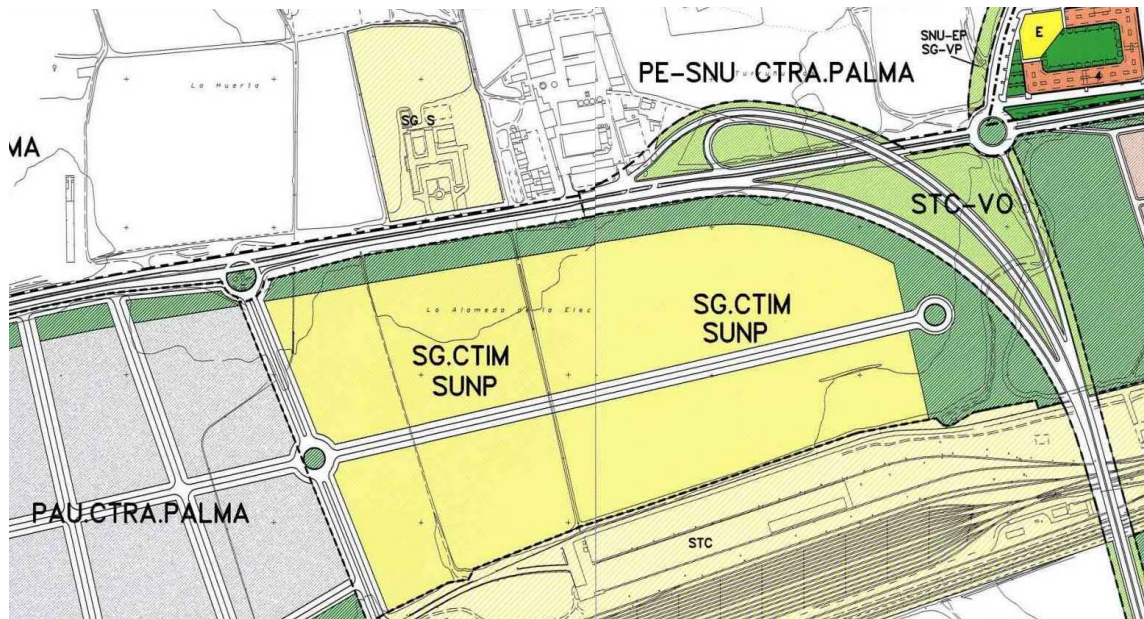 SNU-EP
SG-VP
E
4
PE-SNU CTRA.PALMA
La Huerta
SG S
MA
STC-VO
La Alameda de la Elec
SG.CTIM
SUNP
SG.CTIM
SUNP
PAU.CTRA.PALMA
STC